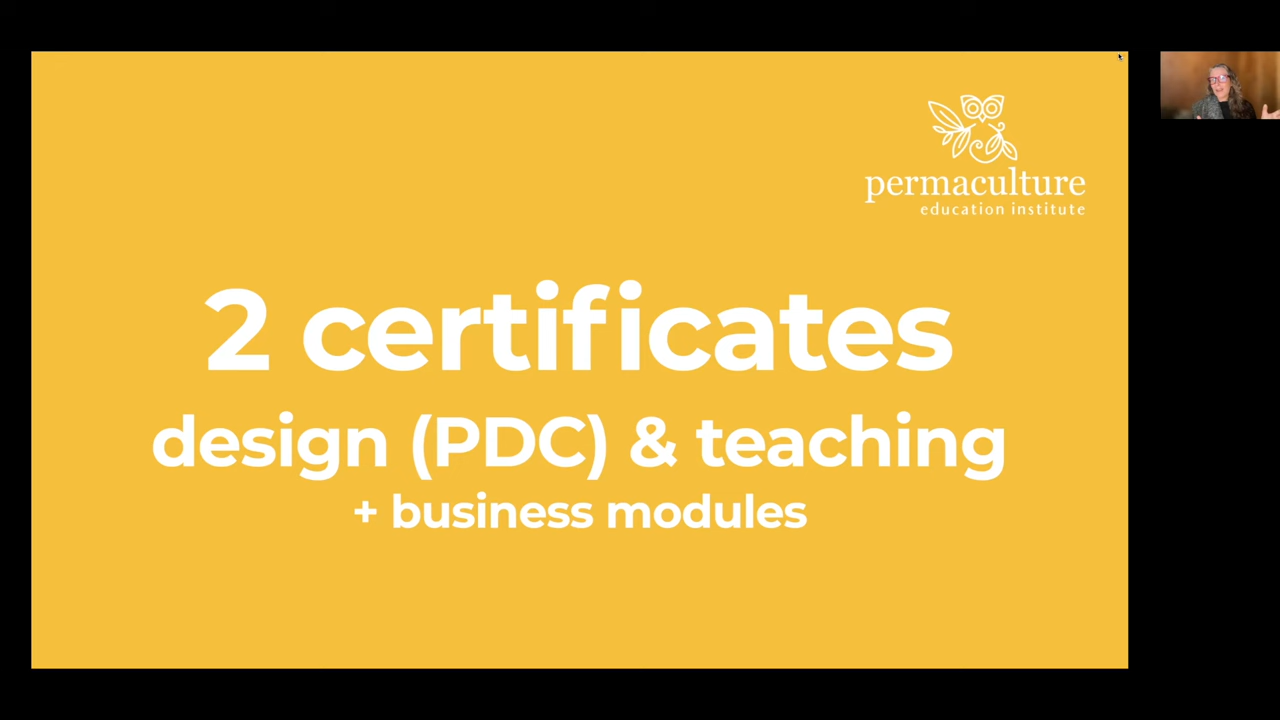 permaculture
education institute
2 certificates
design (PDC) & teaching
+ business modules